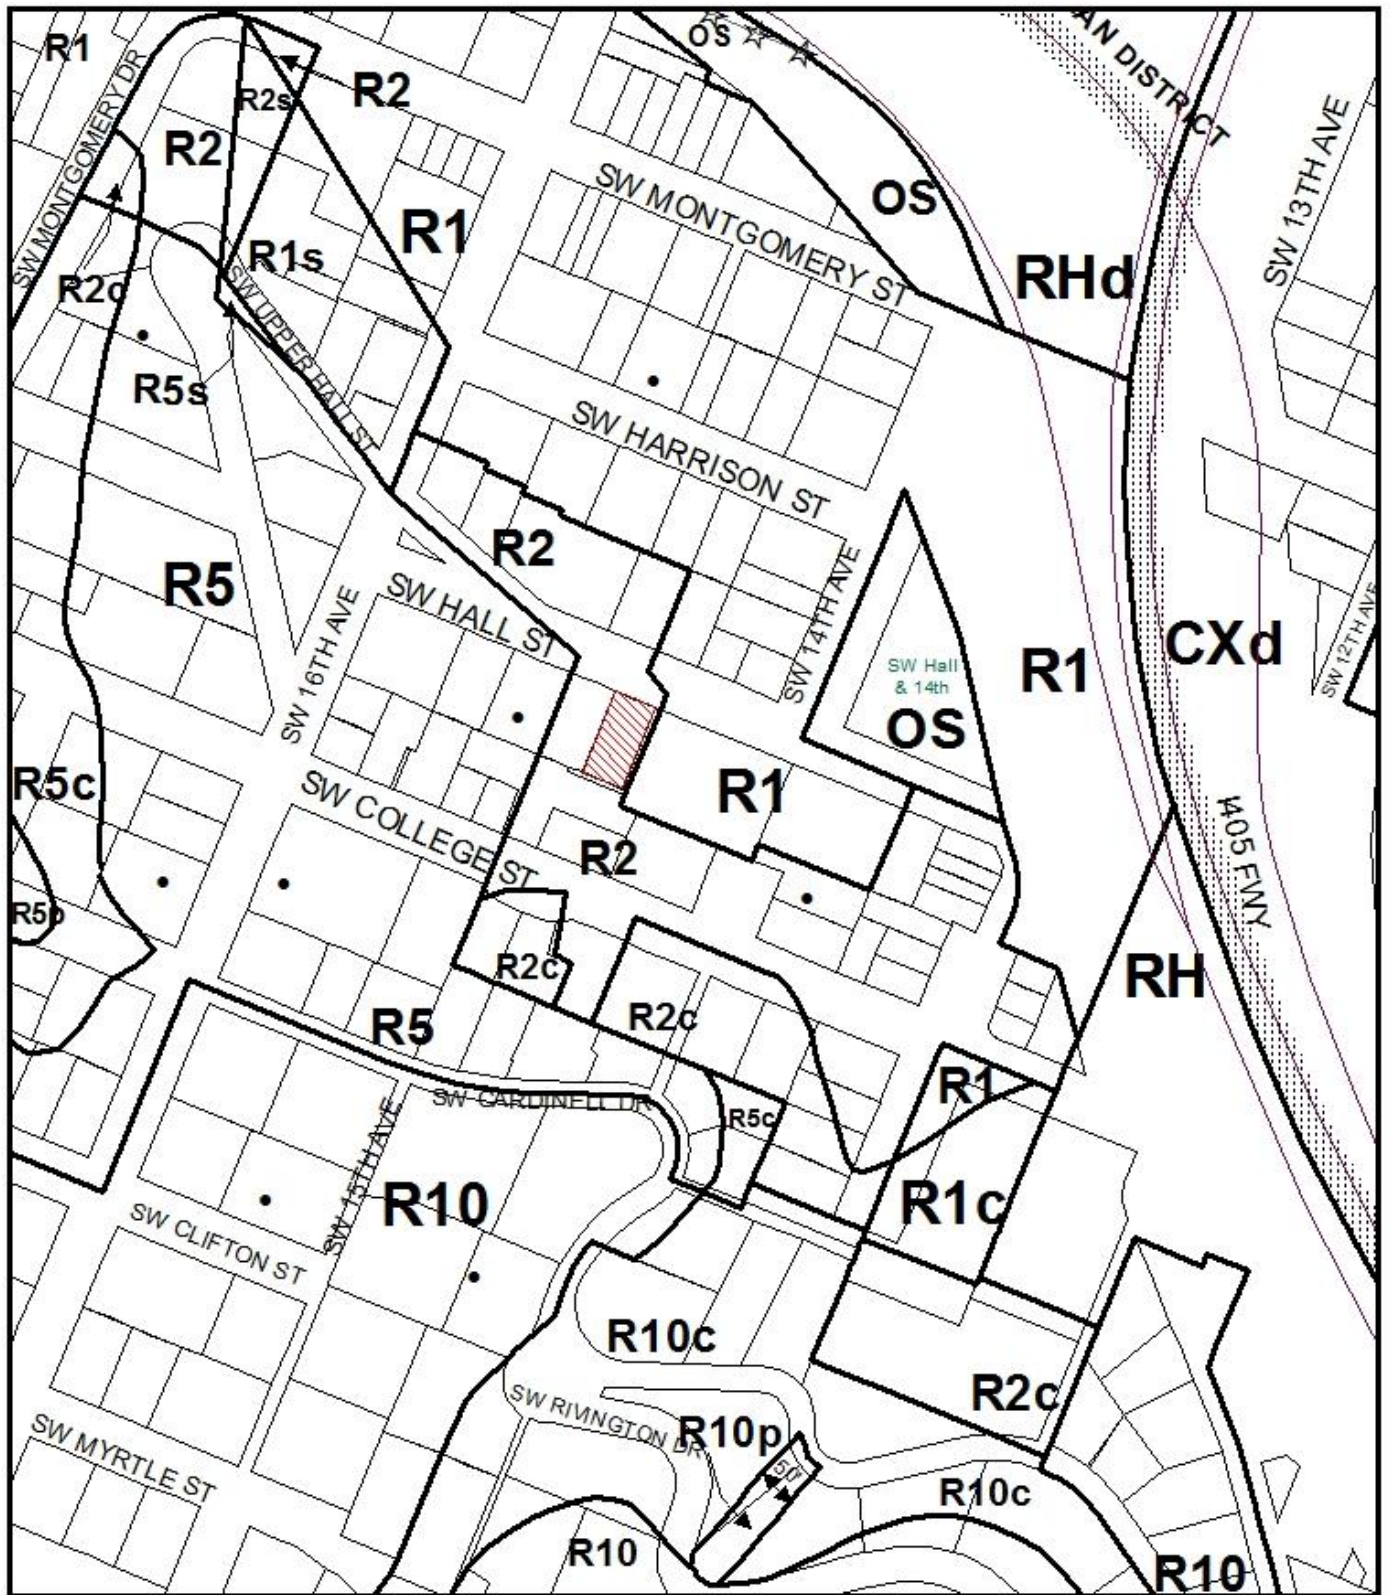 R1
OS
AN DISTRICT
SW MONTGOMERY DR
R2s
R2
R2
SW 13TH AVE
SW MONTGOMERY ST
OS
R1
R1s
RHd
SW MONTGOMERY DR
R2c
SW UPPER HALL ST
R5s
SW HARRISON ST
R2
R5
SW HALL ST
SW 16TH AVE
SW 14TH AVE
SW Hall
& 14th
OS
R1
CXd
SW 12TH AVE
R5c
R1
SW COLLEGE ST
R2
I405 FWY
R5p
R2c
RH
R2c
R5
R1
SW CARDINELL DR
R5c
SW 15TH AVE
R10
R1c
SW CLIFTON ST
R10c
R2c
SW RIVINGTON DR
R10p
50'
SW MYRTLE ST
R10c
R10
R10